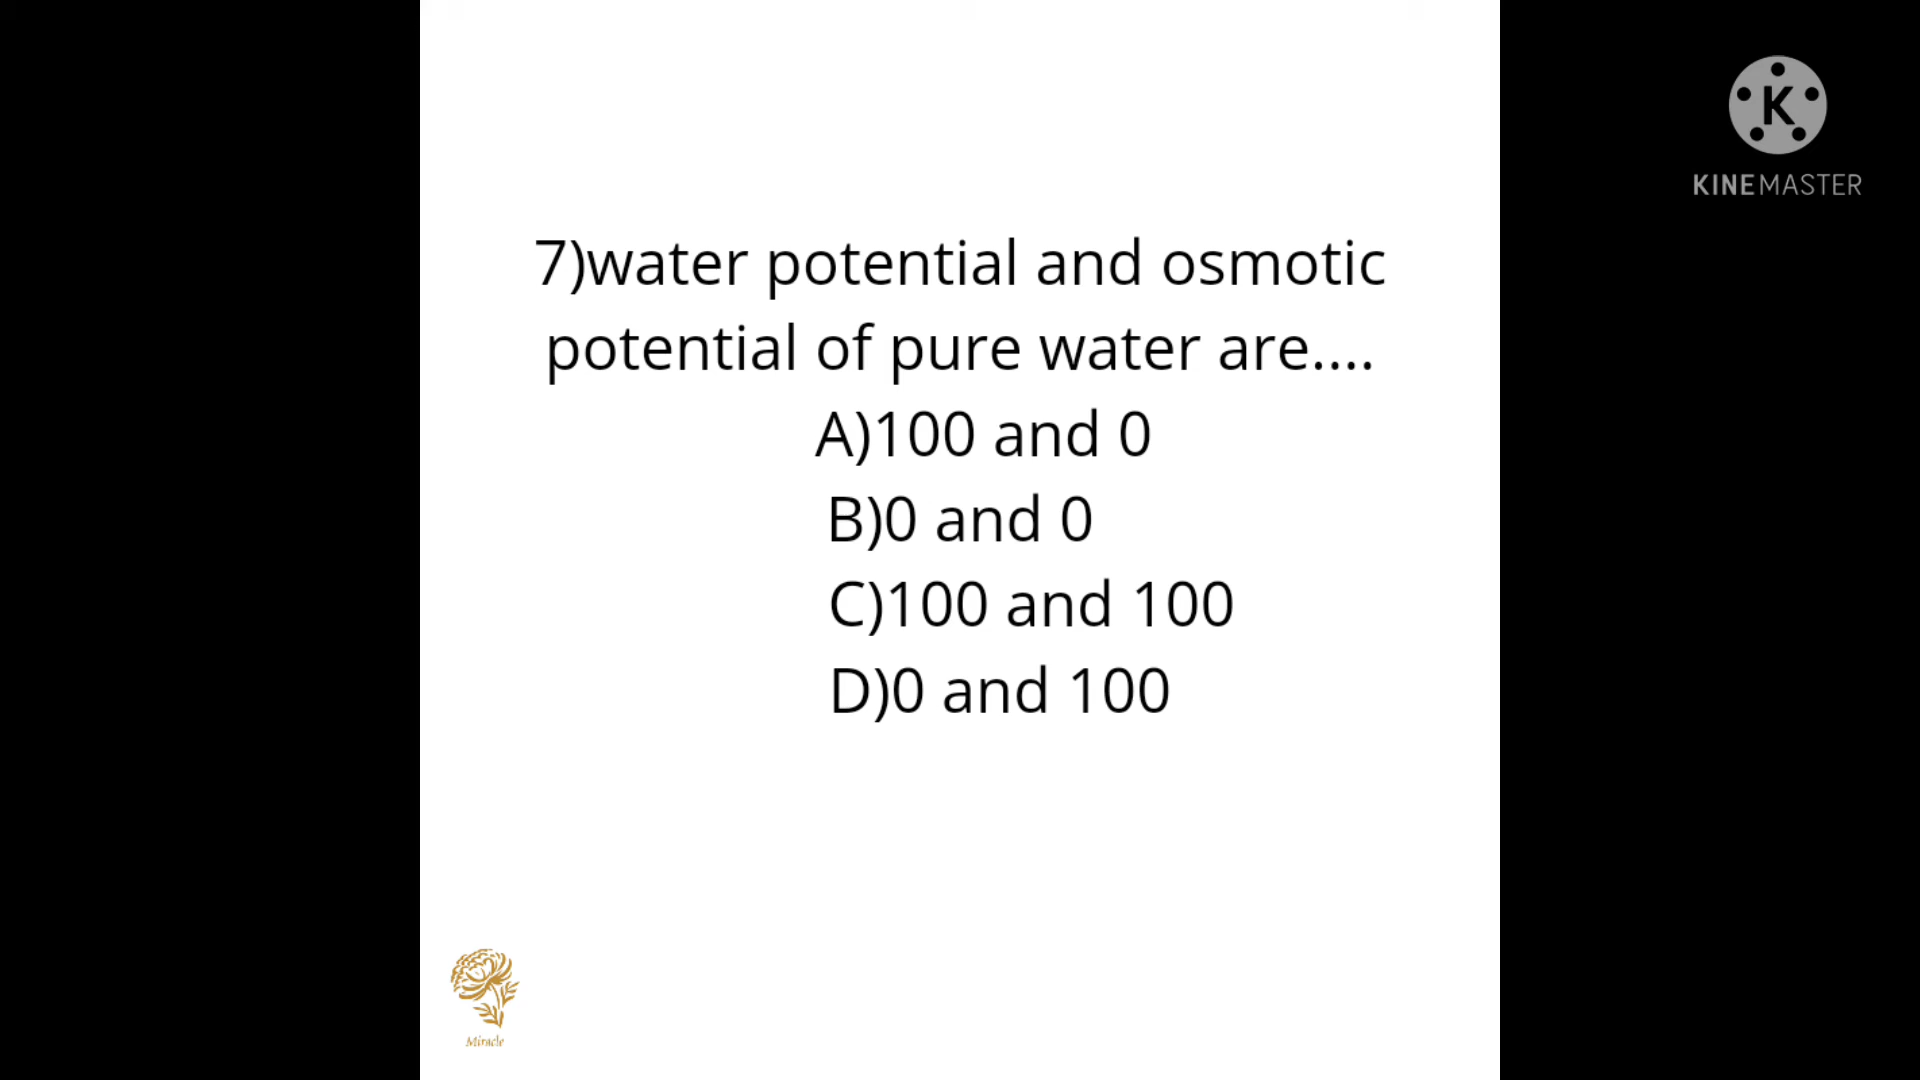 7)water potential and osmotic
potential of pure water are....
A)100 and 0
B)0 and 0
C)100 and 100
D)0 and 100
K
KINEMASTER
Miracle